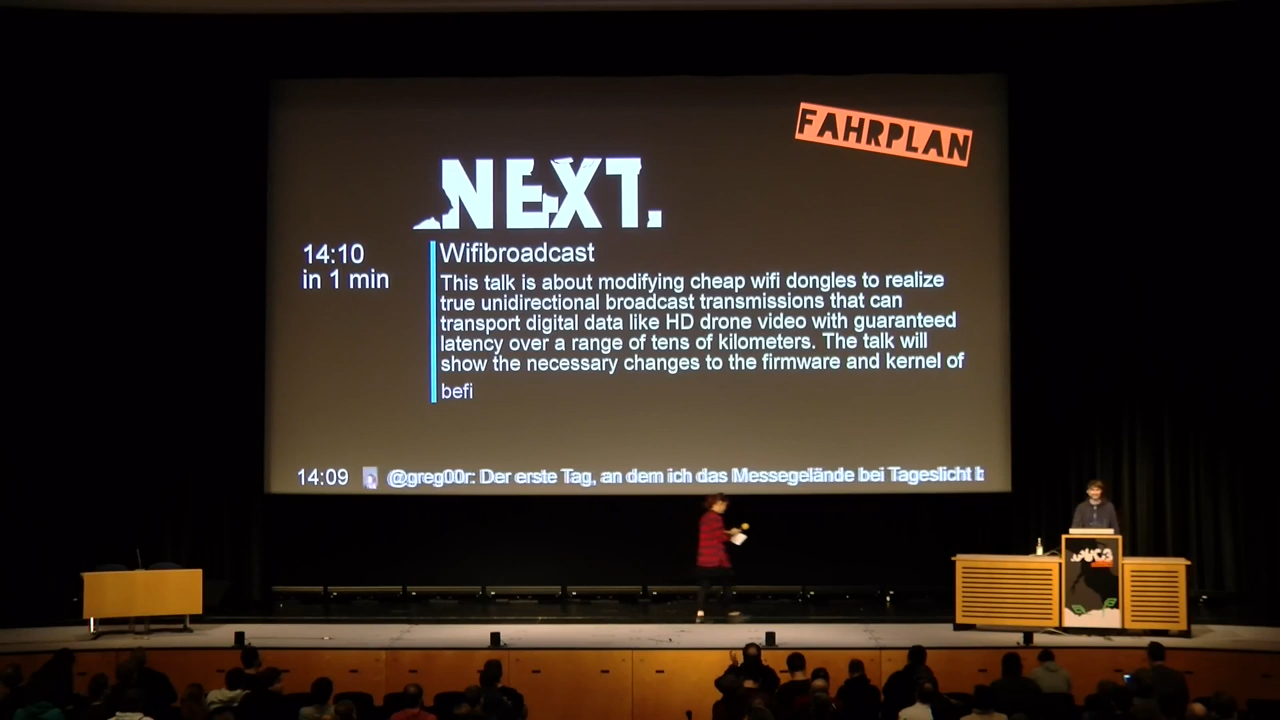 FAHRPLAN
NEXT.
14:10
in 1 min
Wifibroadcast
This talk is about modifying cheap wifi dongles to realize
true unidirectional broadcast transmissions that can
transport digital data like HD drone video with guaranteed
latency over a range of tens of kilometers. The talk will
show the necessary changes to the firmware and kernel of
befi
14:09 @greg00r: Der erste Tag, an dem ich das Messegelände bei Tageslicht